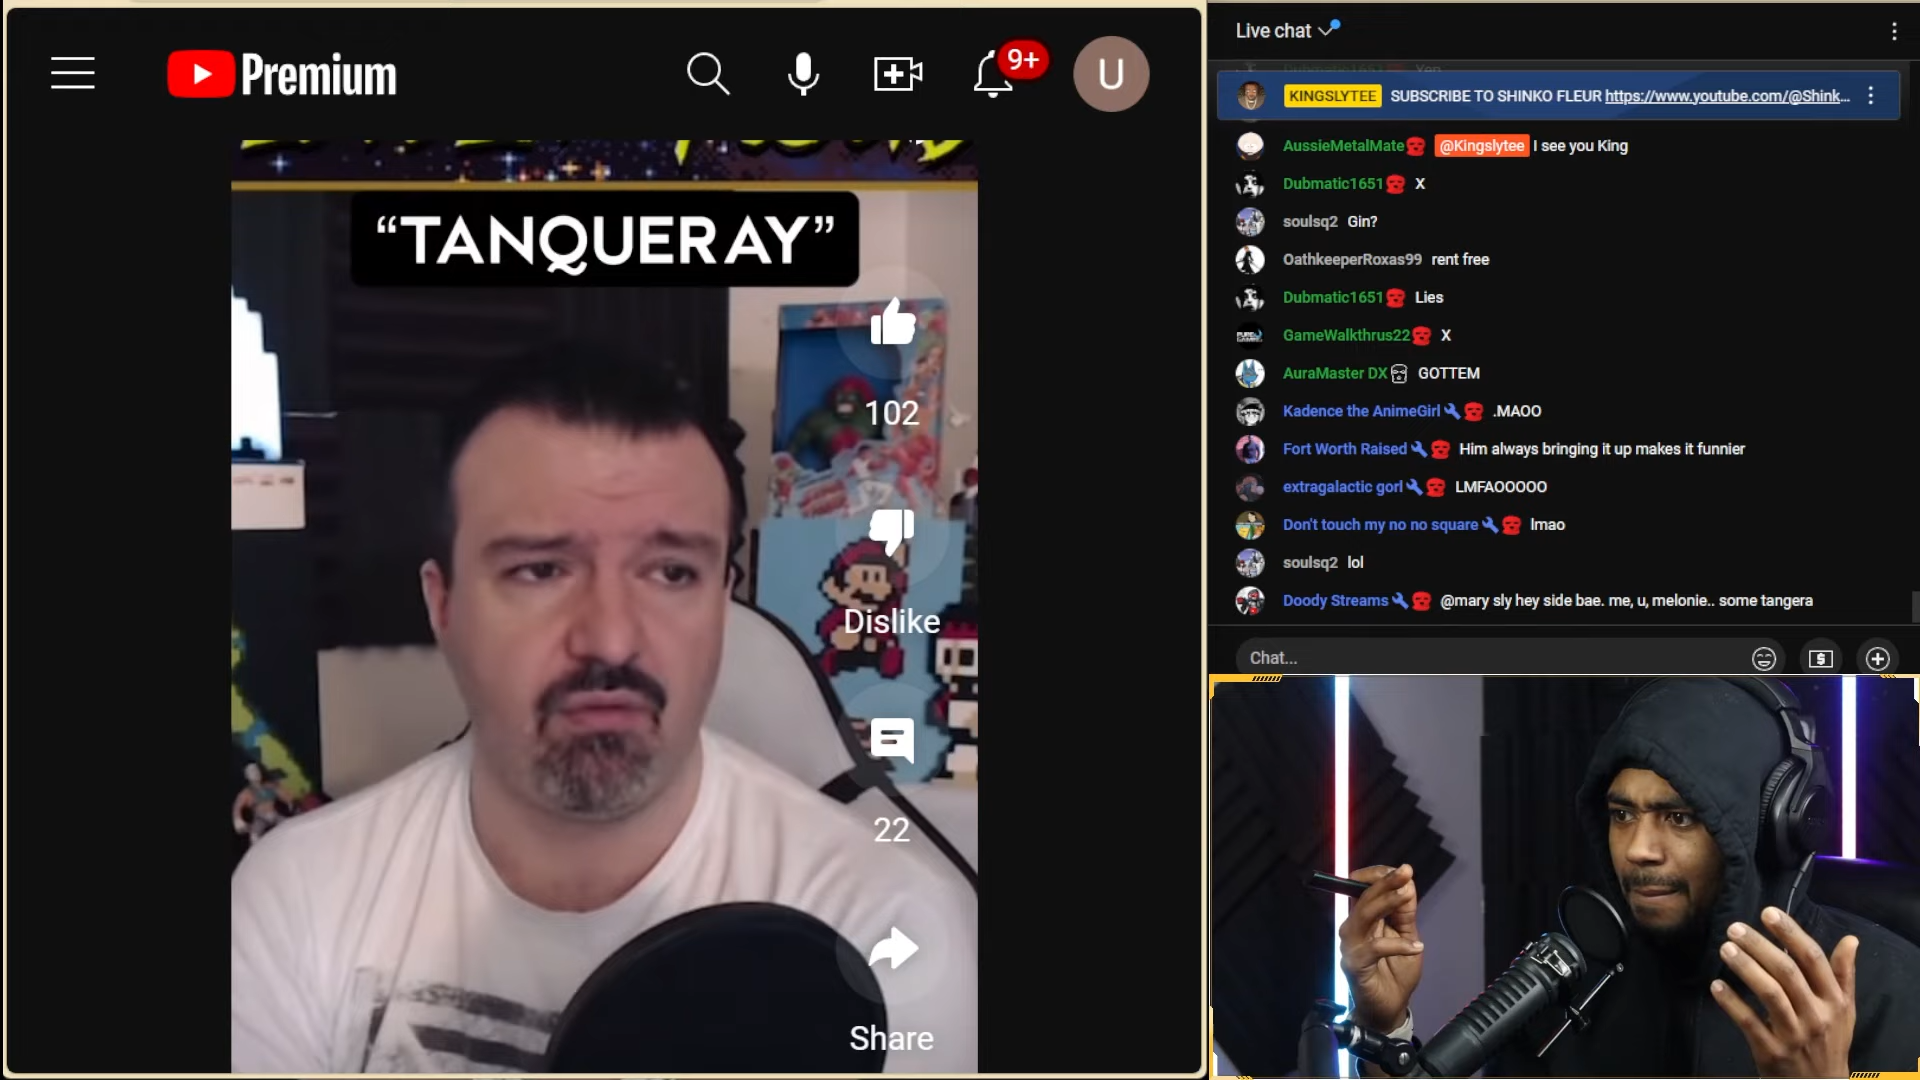 Premium
9+
U
“TANQUERAY”
102
Dislike
22
Share
Live chat
KINGSLYTEE SUBSCRIBE TO SHINKO FLEUR https://www.youtube.com/@Shink...
AussieMetalMate @Kingslytee I see you King
Dubmatic1651 X
soulsq2 Gin?
OathkeeperRoxas99 rent free
Dubmatic1651 Lies
GameWalkthrus22 X
AuraMaster DX GOTTEM
Kadence the AnimeGirl .MAOO
Fort Worth Raised Him always bringing it up makes it funnier
extragalactic gorl LMFAOOOOO
Don't touch my no no square lmao
soulsq2 lol
Doody Streams @mary sly hey side bae. me, u, melonie.. some tangera
Chat...